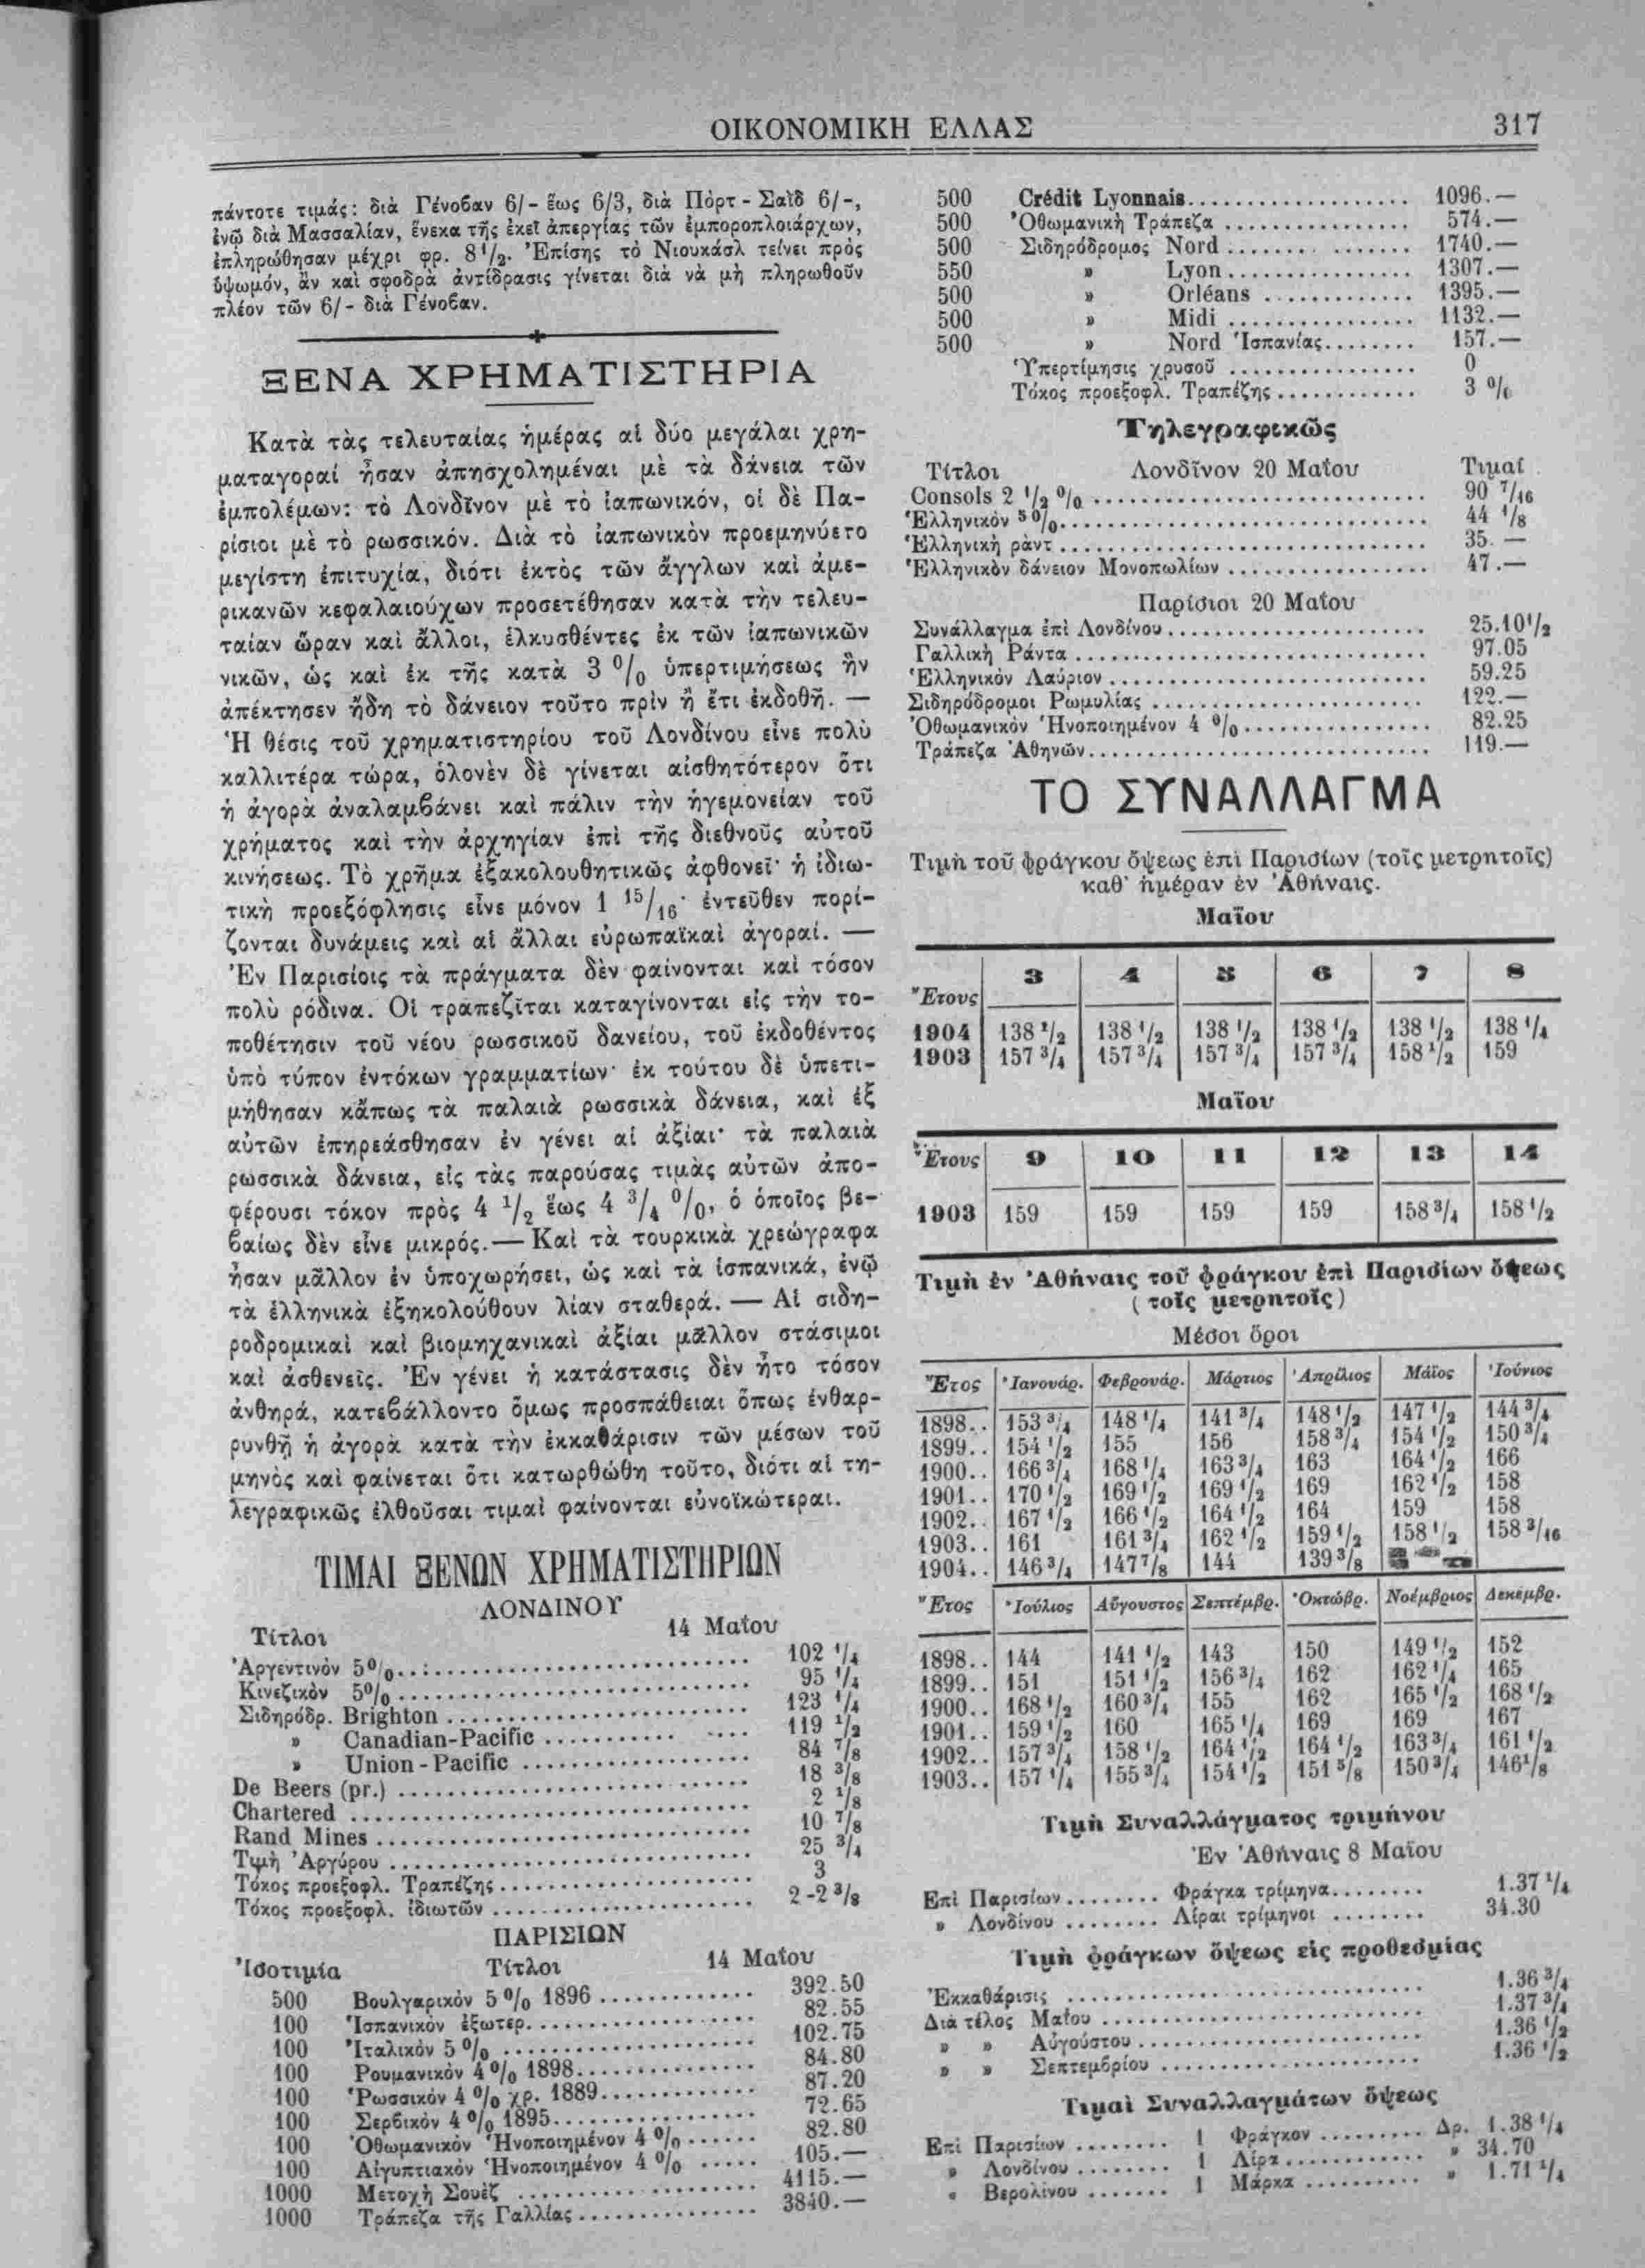 ΟΙΚΟΝΟΜΙΚΗ ΕΛΛΑΣ 317
πάντοτε τιμάς: διὰ Γένοβαν 6/- ἕως 6/3, διὰ Πὸρτ - Σαῒδ 6/-,
ἐνῷ διὰ Μασσαλίαν, ἕνεκα τῆς ἐκεῖ ἀπεργίας τῶν ἐμποροπλοιάρχων,
ἐπληρώθησαν μέχρι φρ. 8 1/2. Ἐπίσης τὸ Νιουκάσλ τείνει πρὸς
ὑψωμόν, ἂν καὶ σφοδρὰ ἀντίδρασις γίνεται διὰ νὰ μὴ πληρωθοῦν
πλέον τῶν 6/- διὰ Γένοβαν.
ΞΕΝΑ ΧΡΗΜΑΤΙΣΤΗΡΙΑ
Κατὰ τὰς τελευταίας ἡμέρας αἱ δύο μεγάλαι χρη-
ματαγοραί ἦσαν ἀπησχολημέναι μὲ τὰ δάνεια τῶν
ἐμπολέμων: τὸ Λονδῖνον μὲ τὸ ἰαπωνικόν, οἱ δὲ Πα-
ρίσιοι μὲ τὸ ρωσσικόν. Διὰ τὸ ἰαπωνικὸν προεμηνύετο
μεγίστη ἐπιτυχία, διότι ἐκτὸς τῶν ἄγγλων καὶ ἀμε-
ρικανῶν κεφαλαιούχων προσετέθησαν κατὰ τὴν τελευ-
ταίαν ὥραν καὶ ἄλλοι, ἑλκυσθέντες ἐκ τῶν ἰαπωνικῶν
νικῶν, ὡς καὶ ἐκ τῆς κατὰ 3 0/0 ὑπερτιμήσεως ἣν
ἀπέκτησεν ἤδη τὸ δάνειον τοῦτο πρὶν ἢ ἔτι ἐκδοθῇ. —
Ἡ θέσις τοῦ χρηματιστηρίου τοῦ Λονδίνου εἶνε πολὺ
καλλιτέρα τώρα, ὁλονὲν δὲ γίνεται αἰσθητότερον ὅτι
ἡ ἀγορὰ ἀναλαμβάνει καὶ πάλιν τὴν ἡγεμονείαν τοῦ
χρήματος καὶ τὴν ἀρχηγίαν ἐπὶ τῆς διεθνοῦς αὐτοῦ
κινήσεως. Τὸ χρῆμα ἐξακολουθητικῶς ἀφθονεῖ· ἡ ἰδιω-
τικὴ προεξόφλησις εἶνε μόνον 1 15/16· ἐντεῦθεν πορί-
ζονται δυνάμεις καὶ αἱ ἄλλαι εὐρωπαϊκαὶ ἀγοραί. —
Ἐν Παρισίοις τὰ πράγματα δὲν φαίνονται καὶ τόσον
πολὺ ρόδινα. Οἱ τραπεζῖται καταγίνονται εἰς τὴν το-
ποθέτησιν τοῦ νέου ρωσσικοῦ δανείου, τοῦ ἐκδοθέντος
ὑπὸ τύπον ἐντόκων γραμματίων· ἐκ τούτου δὲ ὑπετι-
μήθησαν κἄπως τὰ παλαιὰ ρωσσικὰ δάνεια, καὶ ἐξ
αὐτῶν ἐπηρεάσθησαν ἐν γένει αἱ ἀξίαι· τὰ παλαιὰ
ρωσσικὰ δάνεια, εἰς τὰς παρούσας τιμὰς αὐτῶν ἀπο-
φέρουσι τόκον πρὸς 4 1/2 ἕως 4 3/4 0/0, ὁ ὁποῖος βε-
βαίως δὲν εἶνε μικρός.— Καὶ τὰ τουρκικὰ χρεώγραφα
ἦσαν μᾶλλον ἐν ὑποχωρήσει, ὡς καὶ τὰ ἱσπανικά, ἐνῷ
τὰ ἑλληνικὰ ἐξηκολούθουν λίαν σταθερά. — Αἱ σιδη-
ροδρομικαὶ καὶ βιομηχανικαὶ ἀξίαι μᾶλλον στάσιμοι
καὶ ἀσθενεῖς. Ἐν γένει ἡ κατάστασις δὲν ἦτο τόσον
ἀνθηρά, κατεβάλλοντο ὅμως προσπάθειαι ὅπως ἐνθαρ-
ρυνθῇ ἡ ἀγορὰ κατὰ τὴν ἐκκαθάρισιν τῶν μέσων τοῦ
μηνὸς καὶ φαίνεται ὅτι κατωρθώθη τοῦτο, διότι αἱ τη-
λεγραφικῶς ἐλθοῦσαι τιμαὶ φαίνονται εὐνοϊκώτεραι.
ΤΙΜΑΙ ΞΕΝΩΝ ΧΡΗΜΑΤΙΣΤΗΡΙΩΝ
ΛΟΝΔΙΝΟΥ
Τίτλοι 14 Μαΐου
Ἀργεντινὸν 5 0/0 102 1/4
Κινεζικὸν 5 0/0 95 1/4
Σιδηρόδρ. Brighton 123 1/4
» Canadian-Pacific 119 1/2
» Union-Pacific 84 7/8
De Beers (pr.) 18 3/8
Chartered 2 1/8
Rand Mines 10 7/8
Τιμὴ Ἀργύρου 25 3/4
Τόκος προεξοφλ. Τραπέζης 3
Τόκος προεξοφλ. ἰδιωτῶν 2-2 3/8
ΠΑΡΙΣΙΩΝ
Ἰσοτιμία Τίτλοι 14 Μαΐου
500 Βουλγαρικὸν 5 0/0 1896 392.50
100 Ἱσπανικὸν ἐξωτερ. 82.55
100 Ἰταλικὸν 5 0/0 102.75
100 Ρουμανικὸν 4 0/0 1898 84.80
100 Ῥωσσικὸν 4 0/0 χρ. 1889 87.20
100 Σερβικὸν 4 0/0 1895 72.65
100 Ὀθωμανικὸν Ἡνοποιημένον 4 0/0 82.80
100 Αἰγυπτιακὸν Ἡνοποιημένον 4 0/0 105.—
1000 Μετοχὴ Σουὲζ 4115.—
1000 Τράπεζα τῆς Γαλλίας 3840.—
500 Crédit Lyonnais 1096.—
500 Ὀθωμανικὴ Τράπεζα 574.—
500 Σιδηρόδρομος Nord 1740.—
550 » Lyon 1307.—
500 » Orléans 1395.—
500 » Midi 1132.—
500 » Nord Ἱσπανίας 157.—
Ὑπερτίμησις χρυσοῦ 0
Τόκος προεξοφλ. Τραπέζης 3 0/0
Τηλεγραφικῶς
Τίτλοι Λονδῖνον 20 Μαΐου Τιμαί
Consols 2 1/2 0/0 90 7/16
Ἑλληνικὸν 5 0/0 44 1/8
Ἑλληνικὴ ρὰντ 35.—
Ἑλληνικὸν δάνειον Μονοπωλίων 47.—
Παρίσιοι 20 Μαΐου
Συνάλλαγμα ἐπὶ Λονδίνου 25.10 1/2
Γαλλικὴ Ράντα 97.05
Ἑλληνικὸν Λαύριον 59.25
Σιδηρόδρομοι Ρωμυλίας 122.—
Ὀθωμανικὸν Ἡνοποιημένον 4 0/0 82.25
Τράπεζα Ἀθηνῶν 119.—
ΤΟ ΣΥΝΑΛΛΑΓΜΑ
Τιμὴ τοῦ φράγκου ὄψεως ἐπὶ Παρισίων (τοῖς μετρητοῖς)
καθ' ἡμέραν ἐν Ἀθήναις.
Μαΐου
Ἔτους 3 4 5 6 7 8
1904 138 1/2 138 1/2 138 1/2 138 1/2 138 1/2 138 1/4
1903 157 3/4 157 3/4 157 3/4 157 3/4 158 1/2 159
Μαΐου
Ἔτους 9 10 11 12 13 14
1903 159 159 159 159 158 3/4 158 1/2
Τιμὴ ἐν Ἀθήναις τοῦ φράγκου ἐπὶ Παρισίων ὄψεως
(τοῖς μετρητοῖς)
Μέσοι ὅροι
Ἔτος Ἰανουάρ. Φεβρουάρ. Μάρτιος Ἀπρίλιος Μάϊος Ἰούνιος
1898.. 153 3/4 148 1/4 141 3/4 148 1/2 147 1/2 144 3/4
1899.. 154 1/2 155 156 158 3/4 154 1/2 150 3/4
1900.. 166 3/4 168 1/4 163 3/4 163 164 1/2 166
1901.. 170 1/2 169 1/2 169 1/2 169 162 1/2 158
1902.. 167 1/2 166 1/2 164 1/2 164 159 158
1903.. 161 161 3/4 162 1/2 159 1/2 158 1/2 158 3/16
1904.. 146 3/4 147 7/8 144 139 3/8
Ἔτος Ἰούλιος Αὔγουστος Σεπτέμβρ. Ὀκτώβρ. Νοέμβριος Δεκεμβρ.
1898.. 144 141 1/2 143 150 149 1/2 152
1899.. 151 151 1/2 156 3/4 162 162 1/4 165
1900.. 168 1/2 160 3/4 155 162 165 1/2 168 1/2
1901.. 159 1/2 160 165 1/4 169 169 167
1902.. 157 3/4 158 1/2 164 1/2 164 1/2 163 3/4 161 1/2
1903.. 157 1/4 155 3/4 154 1/2 151 5/8 150 3/4 146 1/8
Τιμὴ Συναλλάγματος τριμήνου
Ἐν Ἀθήναις 8 Μαΐου
Επὶ Παρισίων Φράγκα τρίμηνα 1.37 1/4
» Λονδίνου Λίραι τρίμηνοι 34.30
Τιμὴ φράγκων ὄψεως εἰς προθεσμίας
Ἐκκαθάρισις 1.36 3/4
Διὰ τέλος Μαΐου 1.37 3/4
» » Αὐγούστου 1.36 1/2
» » Σεπτεμβρίου 1.36 1/2
Τιμαὶ Συναλλαγμάτων ὄψεως
Ἐπὶ Παρισίων 1 Φράγκον Δρ. 1.38 1/4
» Λονδίνου 1 Λίρα » 34.70
« Βερολίνου 1 Μάρκα » 1.71 1/4